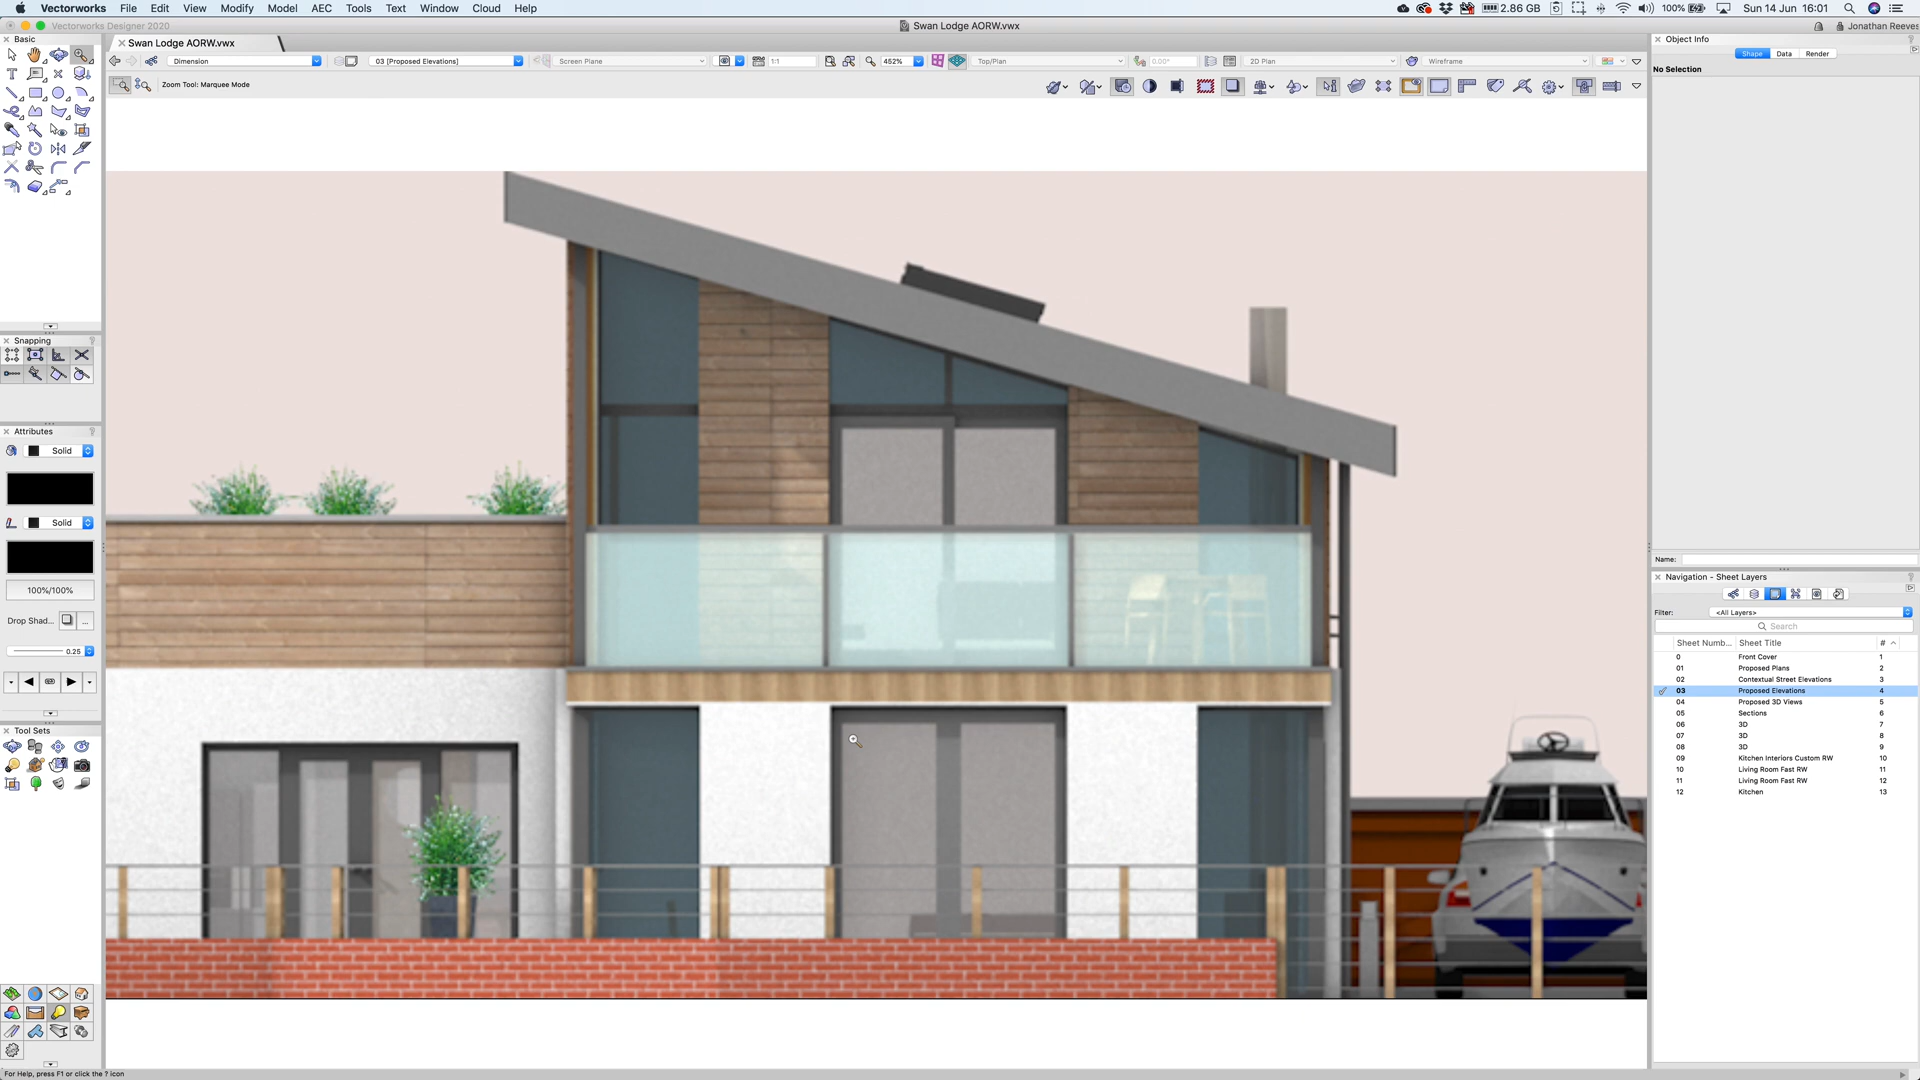 Vectorworks File Edit View Modify Model AEC Tools Text Window Cloud Help 2.86 GB 100% Sun 14 Jun 16:01
Vectorworks Designer 2020 Swan Lodge AORW.vwx Jonathan Reeves
Basic
Swan Lodge AORW.vwx
Dimension 03 [Proposed Elevations] Screen Plane 1:1 452% Top/Plan 0.00° 2D Plan Wireframe
Zoom Tool: Marquee Mode
Snapping
Attributes
Solid
Solid
100%/100%
Drop Shad... ...
0.25
Tool Sets
For Help, press F1 or click the ? icon
Object Info
Shape Data Render
No Selection
Name:
Navigation - Sheet Layers
Filter: <All Layers>
Search
Sheet Numb... Sheet Title #
0 Front Cover 1
01 Proposed Plans 2
02 Contextual Street Elevations 3
03 Proposed Elevations 4
04 Proposed 3D Views 5
05 Sections 6
06 3D 7
07 3D 8
08 3D 9
09 Kitchen Interiors Custom RW 10
10 Living Room Fast RW 11
11 Living Room Fast RW 12
12 Kitchen 13